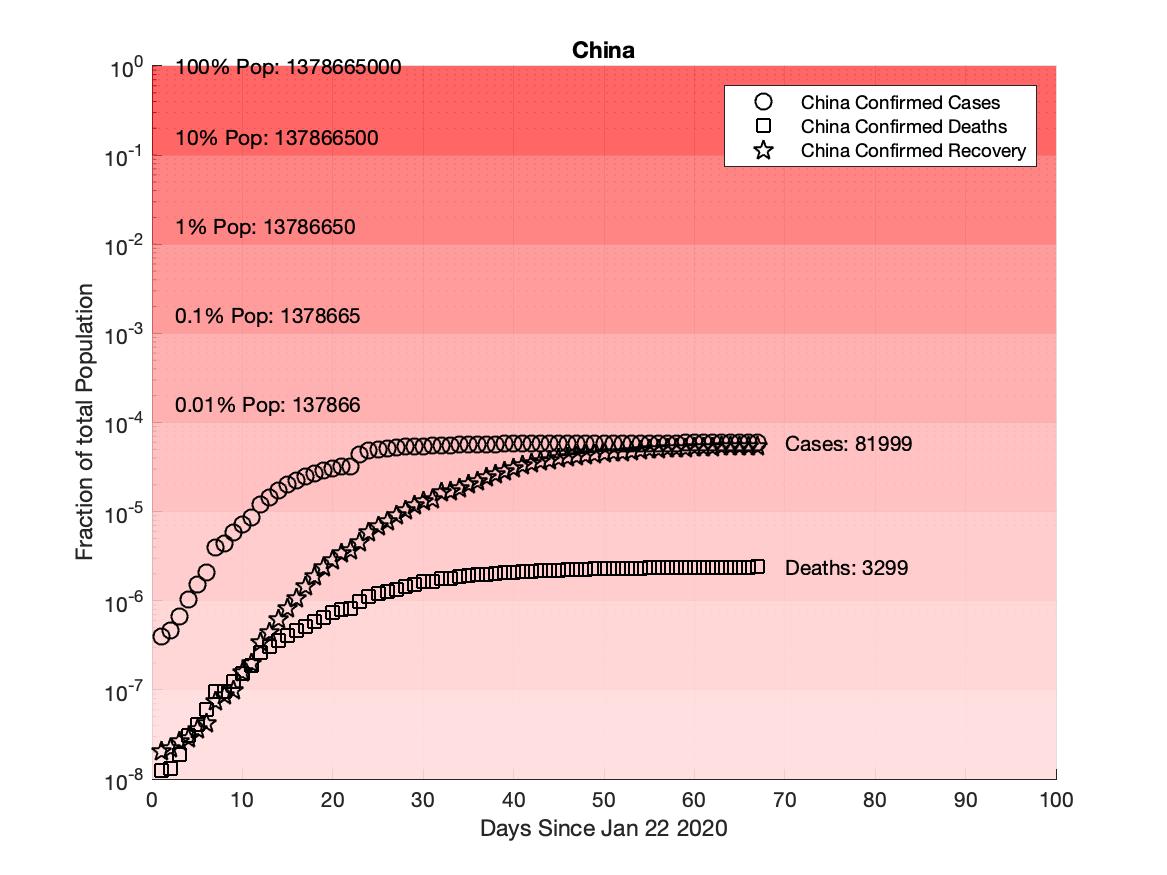 China
10^0
100% Pop: 1378665000
China Confirmed Cases
China Confirmed Deaths
China Confirmed Recovery
10% Pop: 137866500
10^-1
1% Pop: 13786650
10^-2
0.1% Pop: 1378665
10^-3
0.01% Pop: 137866
10^-4
Cases: 81999
10^-5
Deaths: 3299
10^-6
10^-7
10^-8
Fraction of total Population
0 10 20 30 40 50 60 70 80 90 100
Days Since Jan 22 2020